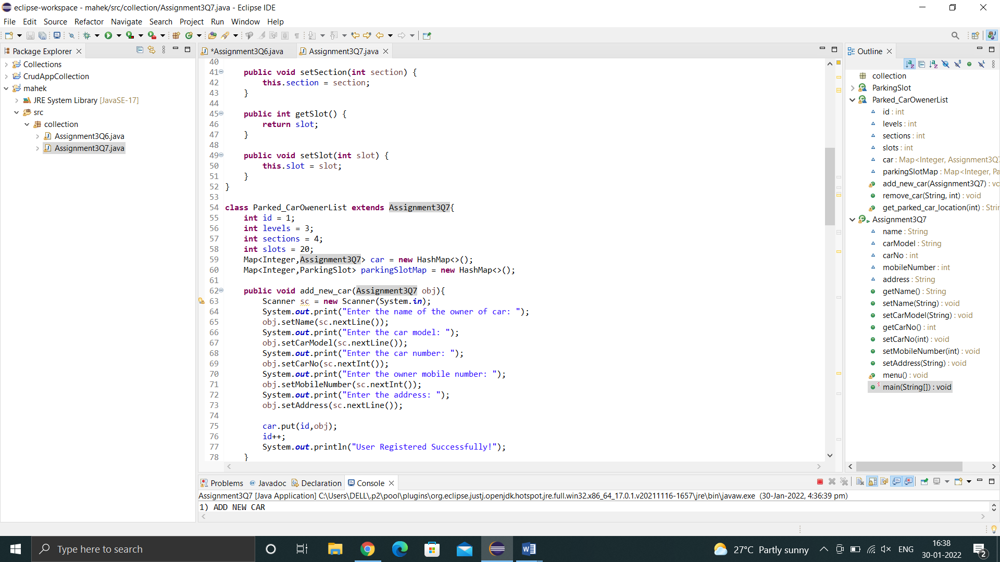 eclipse-workspace - mahek/src/collection/Assignment3Q7.java - Eclipse IDE
File Edit Source Refactor Navigate Search Project Run Window Help
Package Explorer
Collections
CrudAppCollection
mahek
JRE System Library [JavaSE-17]
src
collection
Assignment3Q6.java
Assignment3Q7.java
*Assignment3Q6.java Assignment3Q7.java
40
41 public void setSection(int section) {
42 this.section = section;
43 }
44
45 public int getSlot() {
46 return slot;
47 }
48
49 public void setSlot(int slot) {
50 this.slot = slot;
51 }
52 }
53
54 class Parked_CarOwenerList extends Assignment3Q7{
55 int id = 1;
56 int levels = 3;
57 int sections = 4;
58 int slots = 20;
59 Map<Integer,Assignment3Q7> car = new HashMap<>();
60 Map<Integer,ParkingSlot> parkingSlotMap = new HashMap<>();
61
62 public void add_new_car(Assignment3Q7 obj){
63 Scanner sc = new Scanner(System.in);
64 System.out.print("Enter the name of the owner of car: ");
65 obj.setName(sc.nextLine());
66 System.out.print("Enter the car model: ");
67 obj.setCarModel(sc.nextLine());
68 System.out.print("Enter the car number: ");
69 obj.setCarNo(sc.nextInt());
70 System.out.print("Enter the owner mobile number: ");
71 obj.setMobileNumber(sc.nextInt());
72 System.out.print("Enter the address: ");
73 obj.setAddress(sc.nextLine());
74
75 car.put(id,obj);
76 id++;
77 System.out.println("User Registered Successfully!");
78 }
Outline
collection
ParkingSlot
Parked_CarOwenerList
id : int
levels : int
sections : int
slots : int
car : Map<Integer, Assignment3Q7
parkingSlotMap : Map<Integer, Pa
add_new_car(Assignment3Q7) : vo
remove_car(String, int) : void
get_parked_car_location(int) : Strin
Assignment3Q7
name : String
carModel : String
carNo : int
mobileNumber : int
address : String
getName() : String
setName(String) : void
setCarModel(String) : void
getCarNo() : int
setCarNo(int) : void
setMobileNumber(int) : void
setAddress(String) : void
menu() : void
main(String[]) : void
Problems Javadoc Declaration Console
Assignment3Q7 [Java Application] C:\Users\DELL\.p2\pool\plugins\org.eclipse.justj.openjdk.hotspot.jre.full.win32.x86_64_17.0.1.v20211116-1657\jre\bin\javaw.exe (30-Jan-2022, 4:36:39 pm)
1) ADD NEW CAR
Type here to search
27°C Partly sunny
ENG
16:38
30-01-2022
2